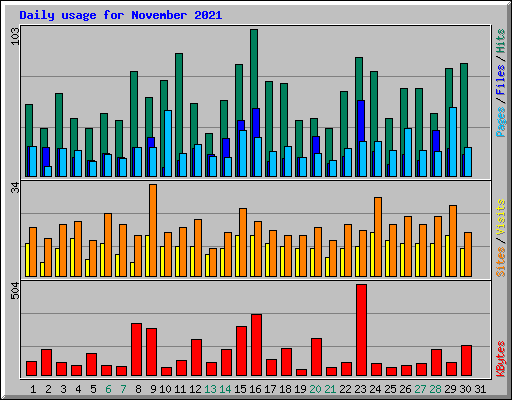 Daily usage for November 2021
103
Pages / Files / Hits
34
Sites / Visits
504
KBytes
1 2 3 4 5 6 7 8 9 10 11 12 13 14 15 16 17 18 19 20 21 22 23 24 25 26 27 28 29 30 31